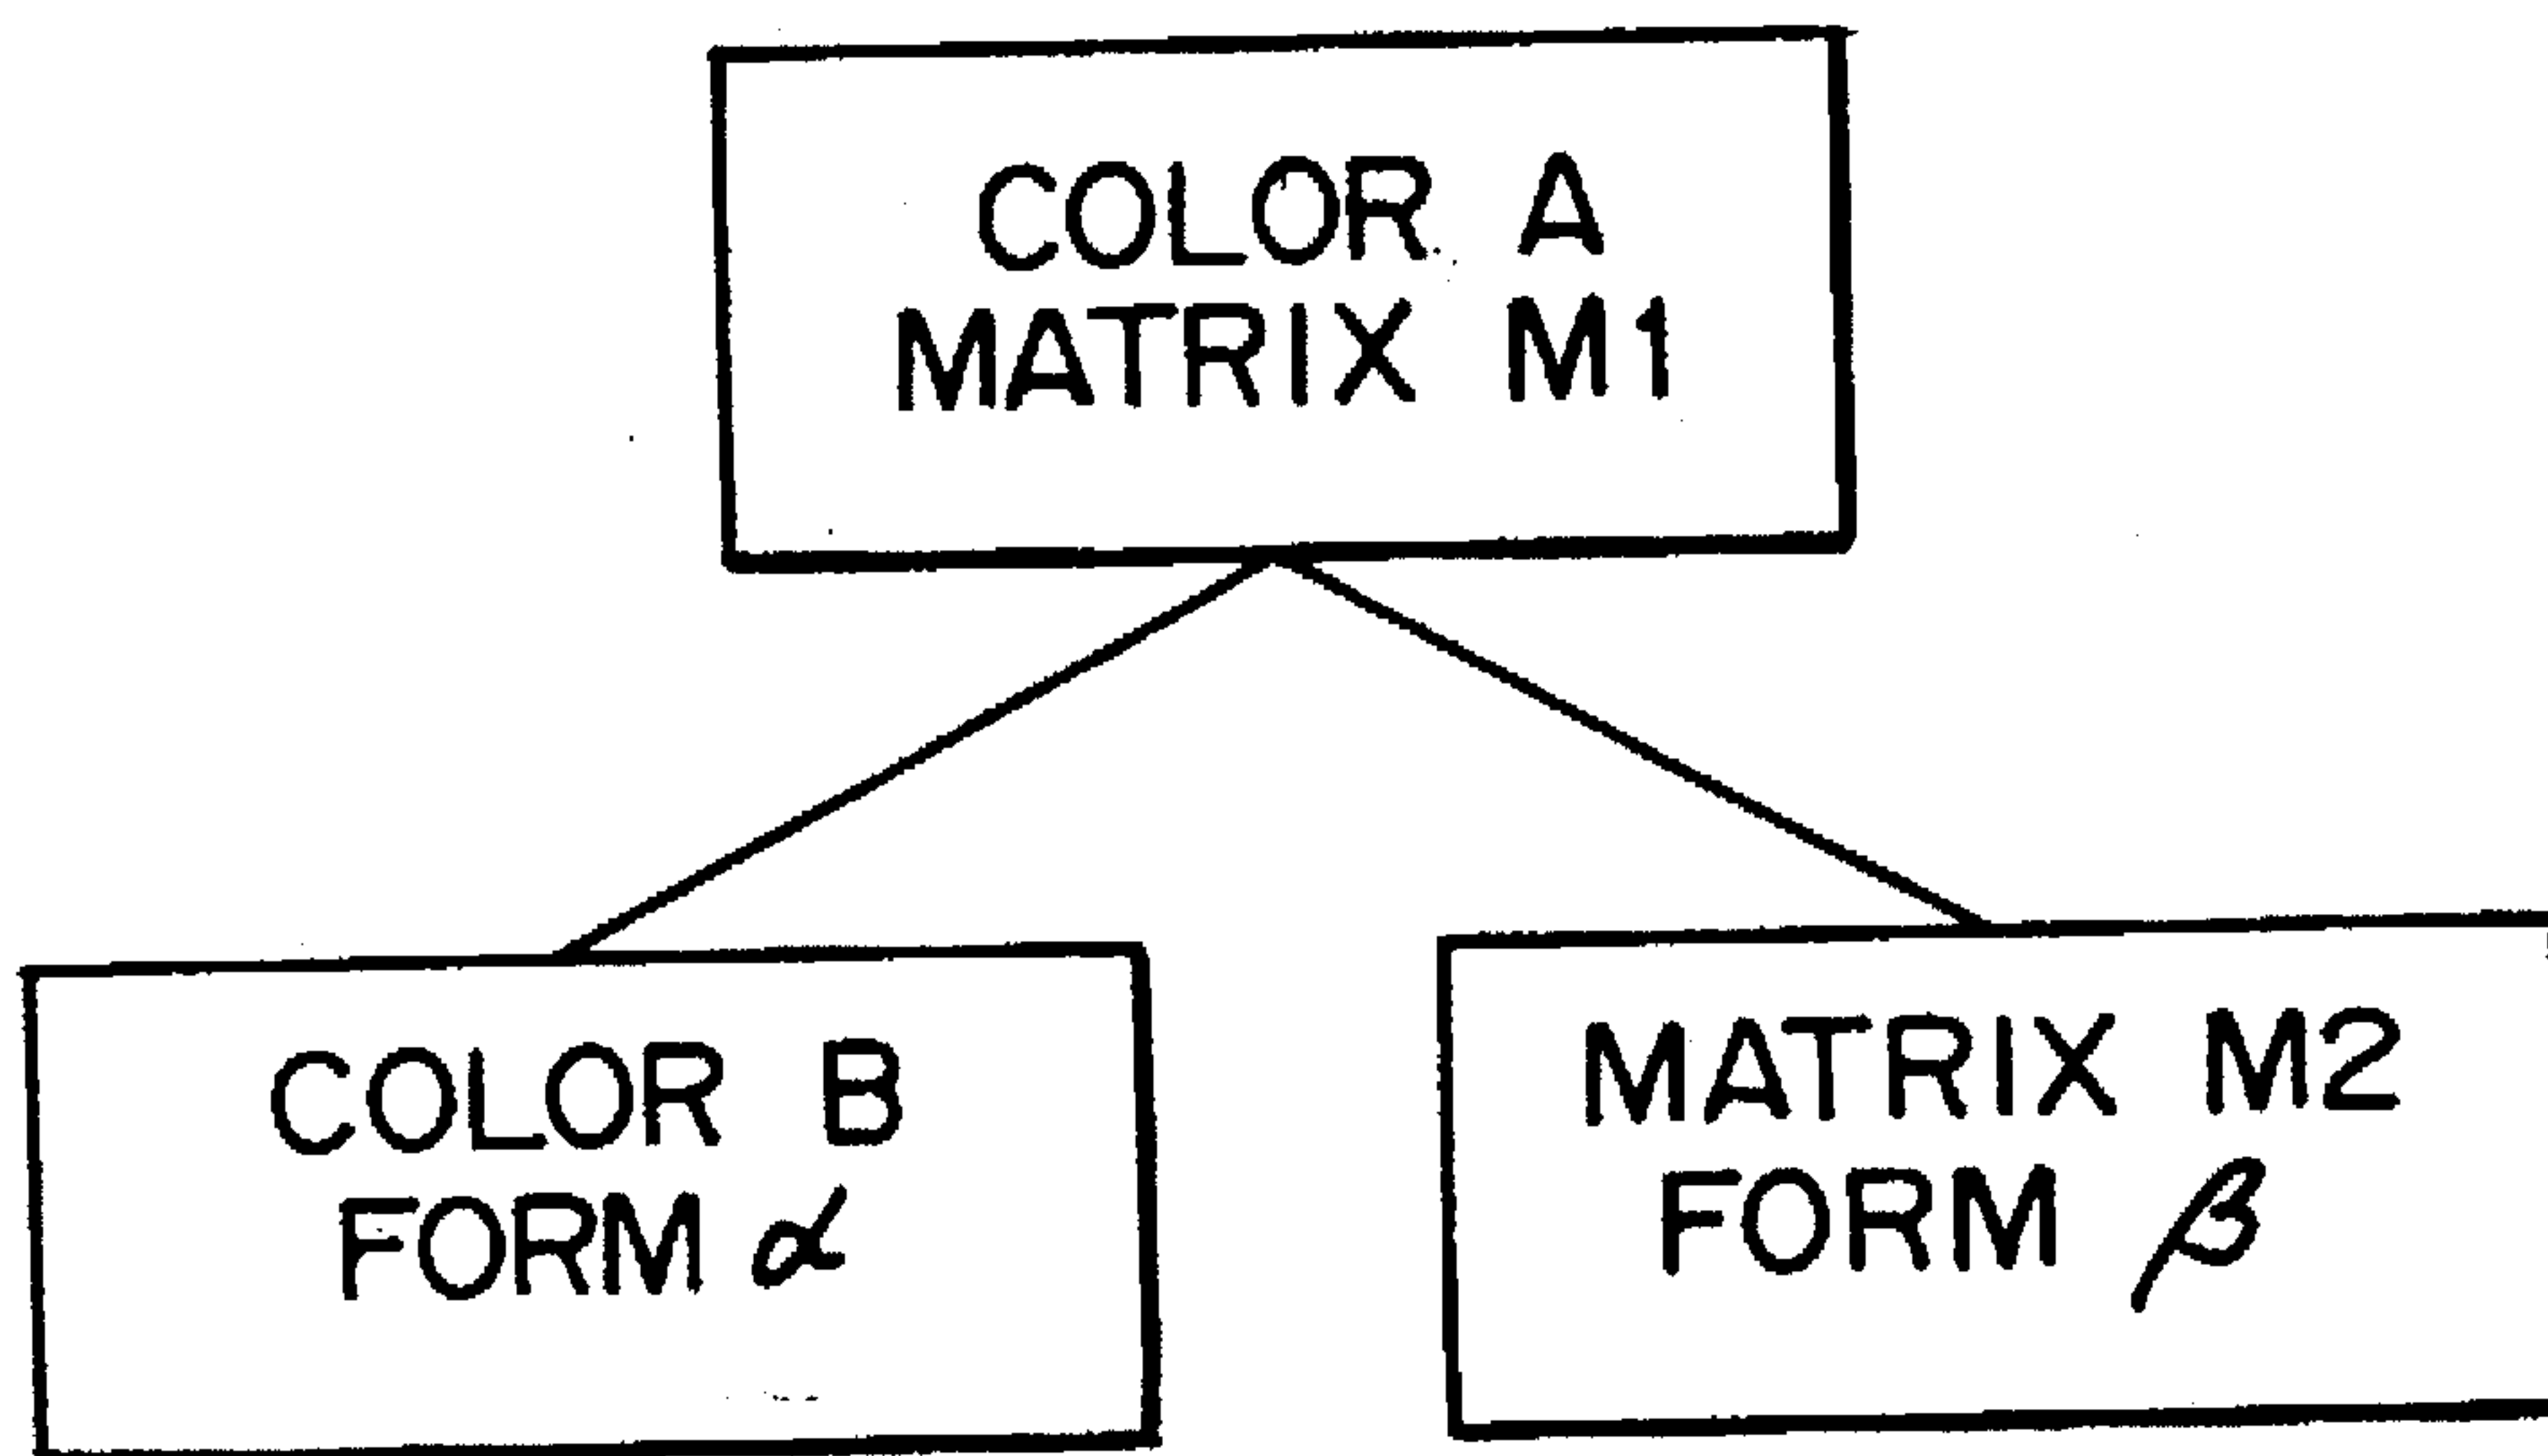 COLOR A
MATRIX M1
COLOR B
FORM α
MATRIX M2
FORM β